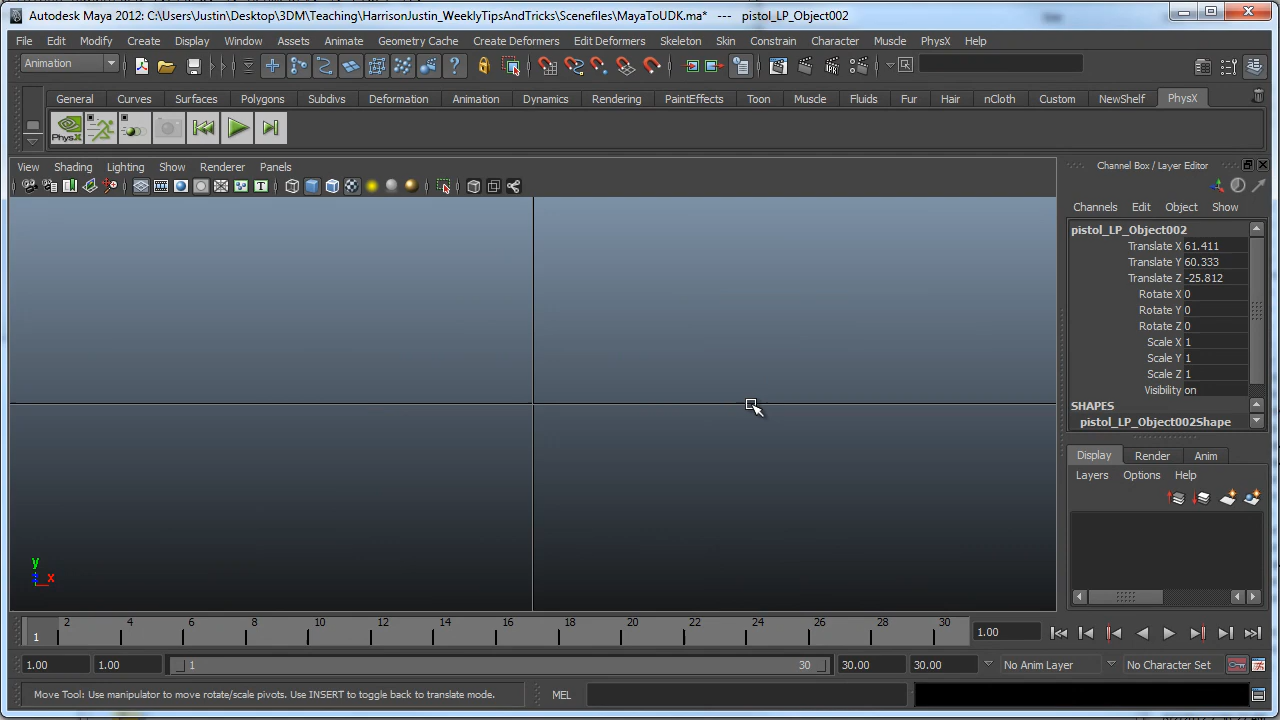 Autodesk Maya 2012: C:\Users\Justin\Desktop\3DM\Teaching\HarrisonJustin_WeeklyTipsAndTricks\Scenefiles\MayaToUDK.ma* --- pistol_LP_Object002
File Edit Modify Create Display Window Assets Animate Geometry Cache Create Deformers Edit Deformers Skeleton Skin Constrain Character Muscle PhysX Help
Animation
General Curves Surfaces Polygons Subdivs Deformation Animation Dynamics Rendering PaintEffects Toon Muscle Fluids Fur Hair nCloth Custom NewShelf PhysX
PhysX
View Shading Lighting Show Renderer Panels
Channel Box / Layer Editor
Channels Edit Object Show
pistol_LP_Object002
Translate X 61.411
Translate Y 60.333
Translate Z -25.812
Rotate X 0
Rotate Y 0
Rotate Z 0
Scale X 1
Scale Y 1
Scale Z 1
Visibility on
SHAPES
pistol_LP_Object002Shape
Display Render Anim
Layers Options Help
y
x
1 2 4 6 8 10 12 14 16 18 20 22 24 26 28 30 1.00
1.00 1.00 1 30 30.00 30.00 No Anim Layer No Character Set
Move Tool: Use manipulator to move rotate/scale pivots. Use INSERT to toggle back to translate mode. MEL